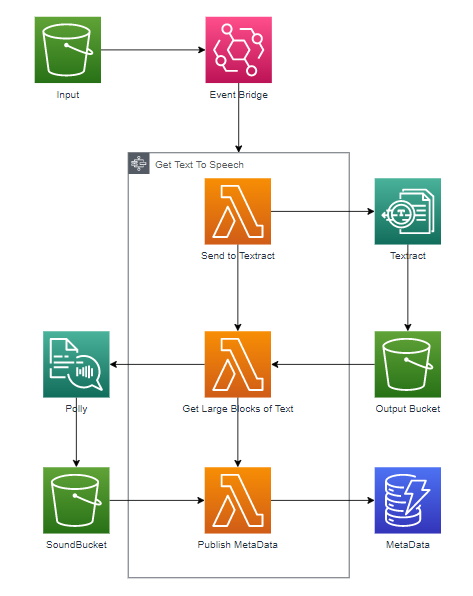 Input
Event Bridge
Get Text To Speech
Send to Textract
Textract
Polly
Get Large Blocks of Text
Output Bucket
SoundBucket
Publish MetaData
MetaData